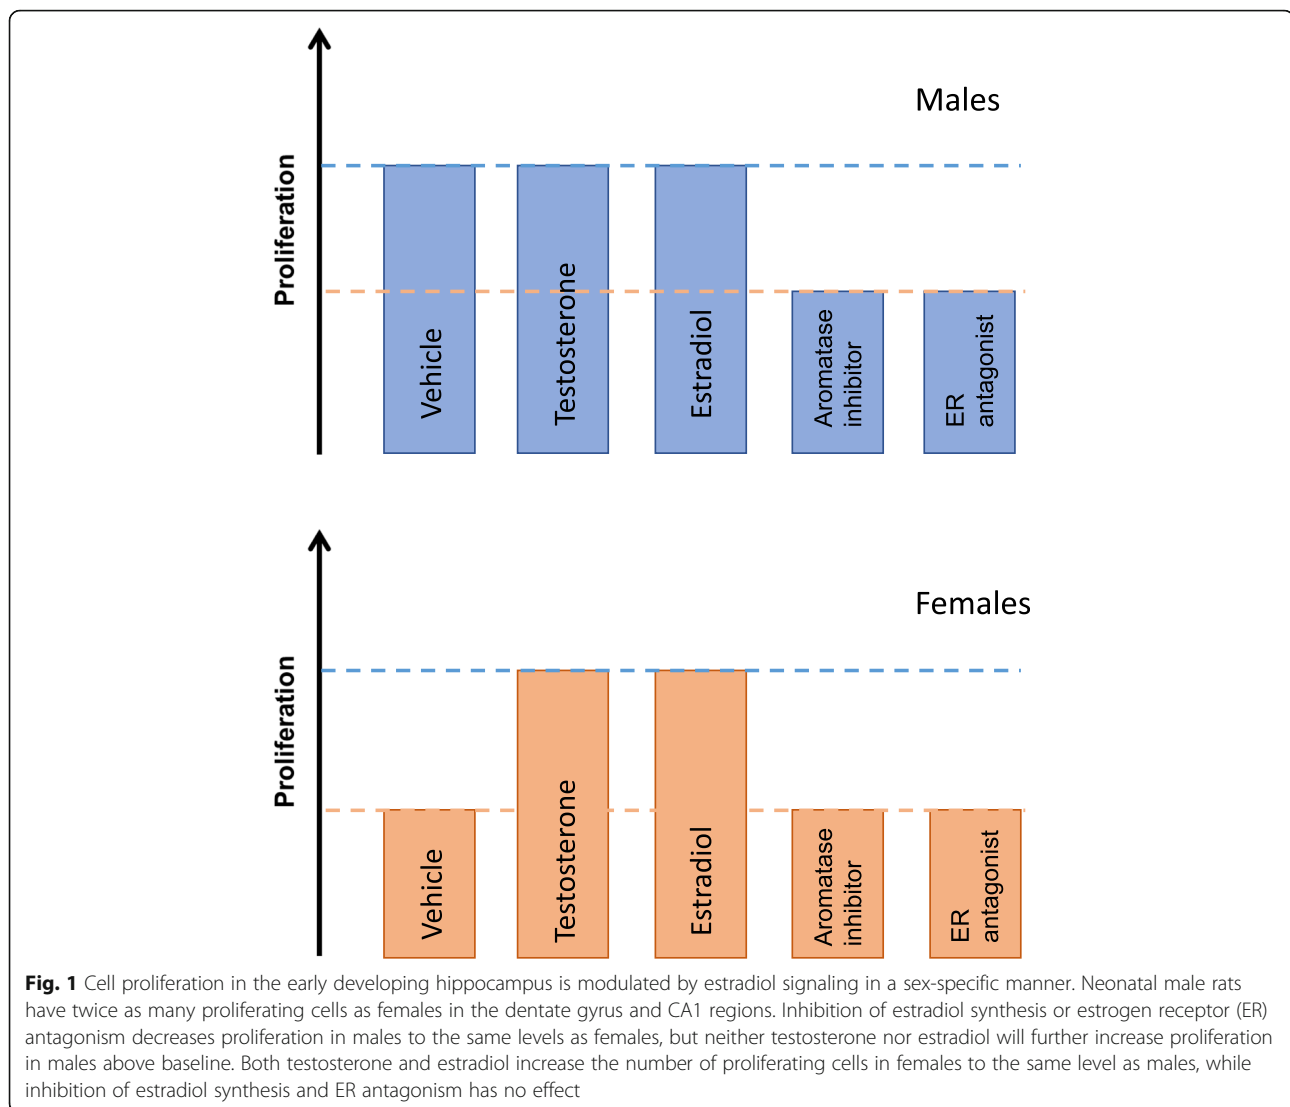 Males
Proliferation
Vehicle
Testosterone
Estradiol
Aromatase
inhibitor
ER
antagonist
Females
Proliferation
Vehicle
Testosterone
Estradiol
Aromatase
inhibitor
ER
antagonist
Fig. 1 Cell proliferation in the early developing hippocampus is modulated by estradiol signaling in a sex-specific manner. Neonatal male rats
have twice as many proliferating cells as females in the dentate gyrus and CA1 regions. Inhibition of estradiol synthesis or estrogen receptor (ER)
antagonism decreases proliferation in males to the same levels as females, but neither testosterone nor estradiol will further increase proliferation
in males above baseline. Both testosterone and estradiol increase the number of proliferating cells in females to the same level as males, while
inhibition of estradiol synthesis and ER antagonism has no effect